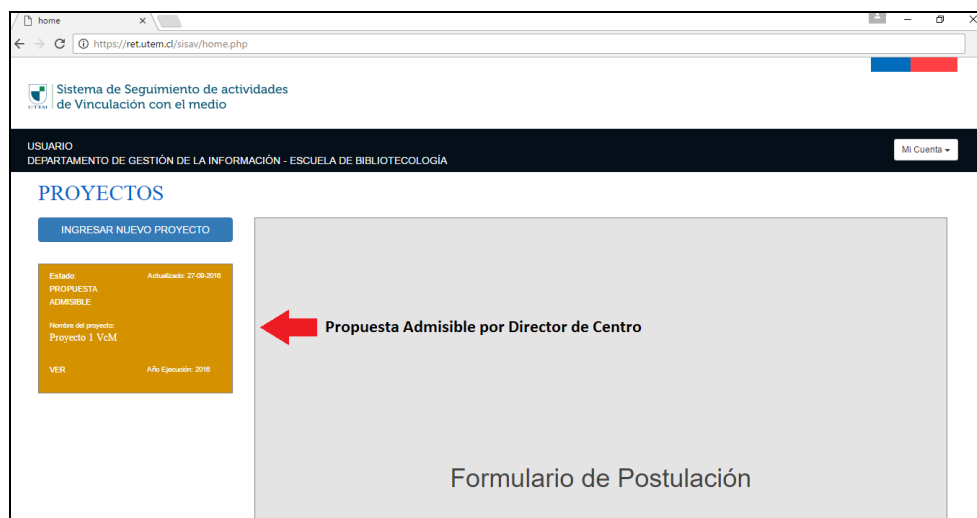 home
https://ret.utem.cl/sisav/home.php
UTEM
Sistema de Seguimiento de actividades
de Vinculación con el medio
USUARIO
DEPARTAMENTO DE GESTIÓN DE LA INFORMACIÓN - ESCUELA DE BIBLIOTECOLOGÍA
Mi Cuenta
PROYECTOS
INGRESAR NUEVO PROYECTO
Estado: Actualizado: 27-09-2016
PROPUESTA
ADMISIBLE
Nombre del proyecto:
Proyecto 1 VcM
VER Año Ejecución: 2016
Propuesta Admisible por Director de Centro
Formulario de Postulación